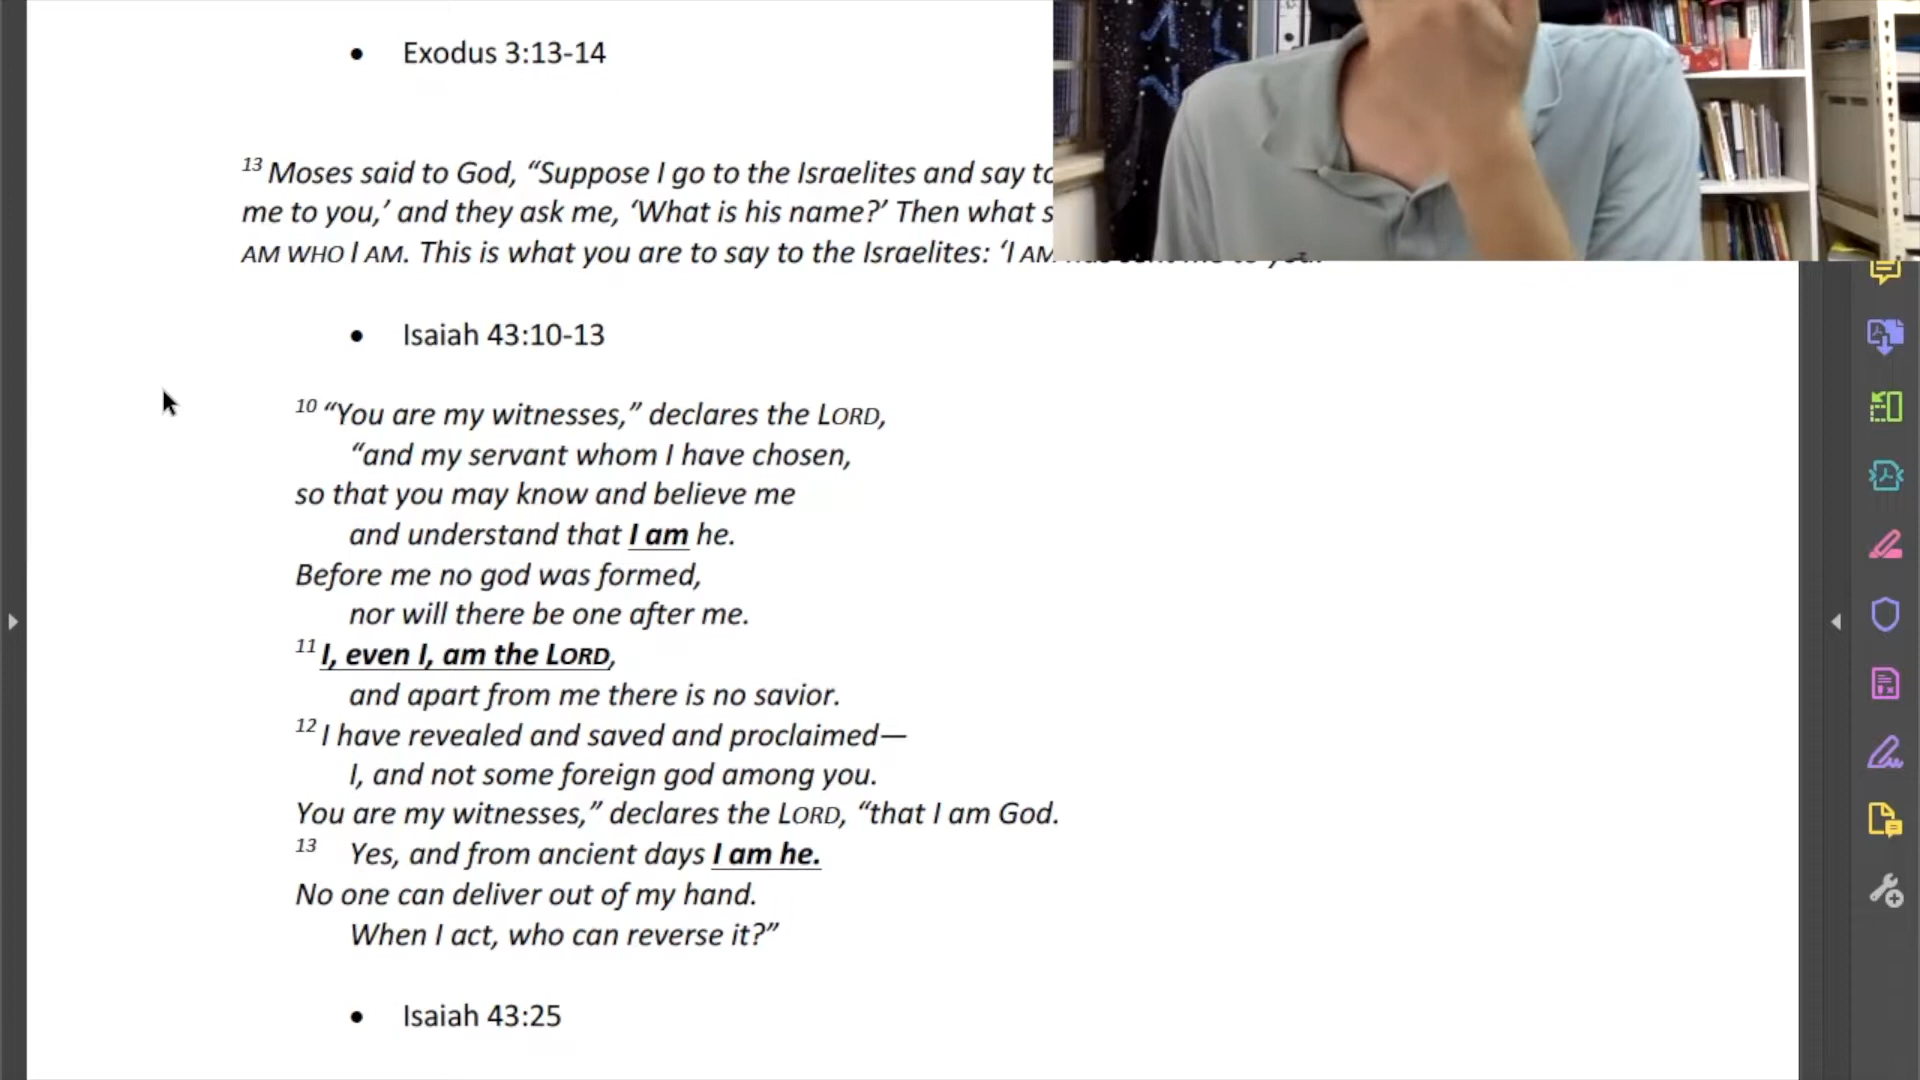 • Exodus 3:13-14
13 Moses said to God, “Suppose I go to the Israelites and say to
me to you,’ and they ask me, ‘What is his name?’ Then what
AM WHO I AM. This is what you are to say to the Israelites: ‘I AM
• Isaiah 43:10-13
10 “You are my witnesses,” declares the LORD,
“and my servant whom I have chosen,
so that you may know and believe me
and understand that I am he.
Before me no god was formed,
nor will there be one after me.
11 I, even I, am the LORD,
and apart from me there is no savior.
12 I have revealed and saved and proclaimed—
I, and not some foreign god among you.
You are my witnesses,” declares the LORD, “that I am God.
13 Yes, and from ancient days I am he.
No one can deliver out of my hand.
When I act, who can reverse it?”
• Isaiah 43:25